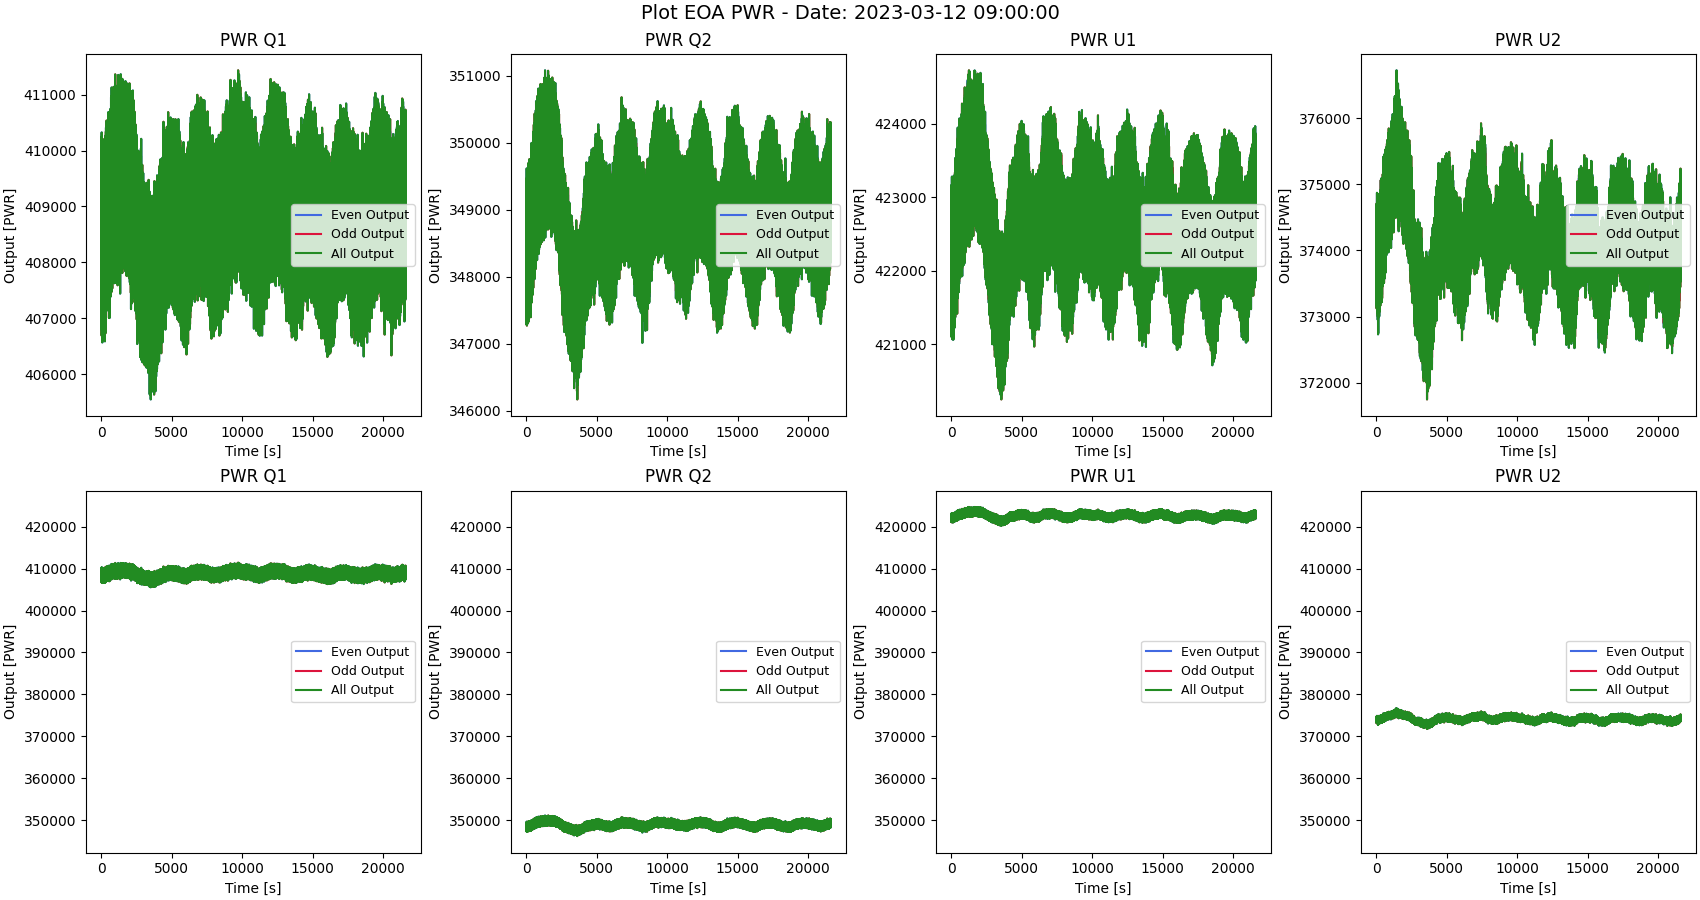 Plot EOA PWR - Date: 2023-03-12 09:00:00
PWR Q1
Output [PWR]
411000
410000
409000
408000
407000
406000
Even Output
Odd Output
All Output
0 5000 10000 15000 20000
Time [s]
PWR Q2
Output [PWR]
351000
350000
349000
348000
347000
346000
Even Output
Odd Output
All Output
0 5000 10000 15000 20000
Time [s]
PWR U1
Output [PWR]
424000
423000
422000
421000
Even Output
Odd Output
All Output
0 5000 10000 15000 20000
Time [s]
PWR U2
Output [PWR]
376000
375000
374000
373000
372000
Even Output
Odd Output
All Output
0 5000 10000 15000 20000
Time [s]
PWR Q1
Output [PWR]
420000
410000
400000
390000
380000
370000
360000
350000
Even Output
Odd Output
All Output
0 5000 10000 15000 20000
Time [s]
PWR Q2
Output [PWR]
420000
410000
400000
390000
380000
370000
360000
350000
Even Output
Odd Output
All Output
0 5000 10000 15000 20000
Time [s]
PWR U1
Output [PWR]
420000
410000
400000
390000
380000
370000
360000
350000
Even Output
Odd Output
All Output
0 5000 10000 15000 20000
Time [s]
PWR U2
Output [PWR]
420000
410000
400000
390000
380000
370000
360000
350000
Even Output
Odd Output
All Output
0 5000 10000 15000 20000
Time [s]